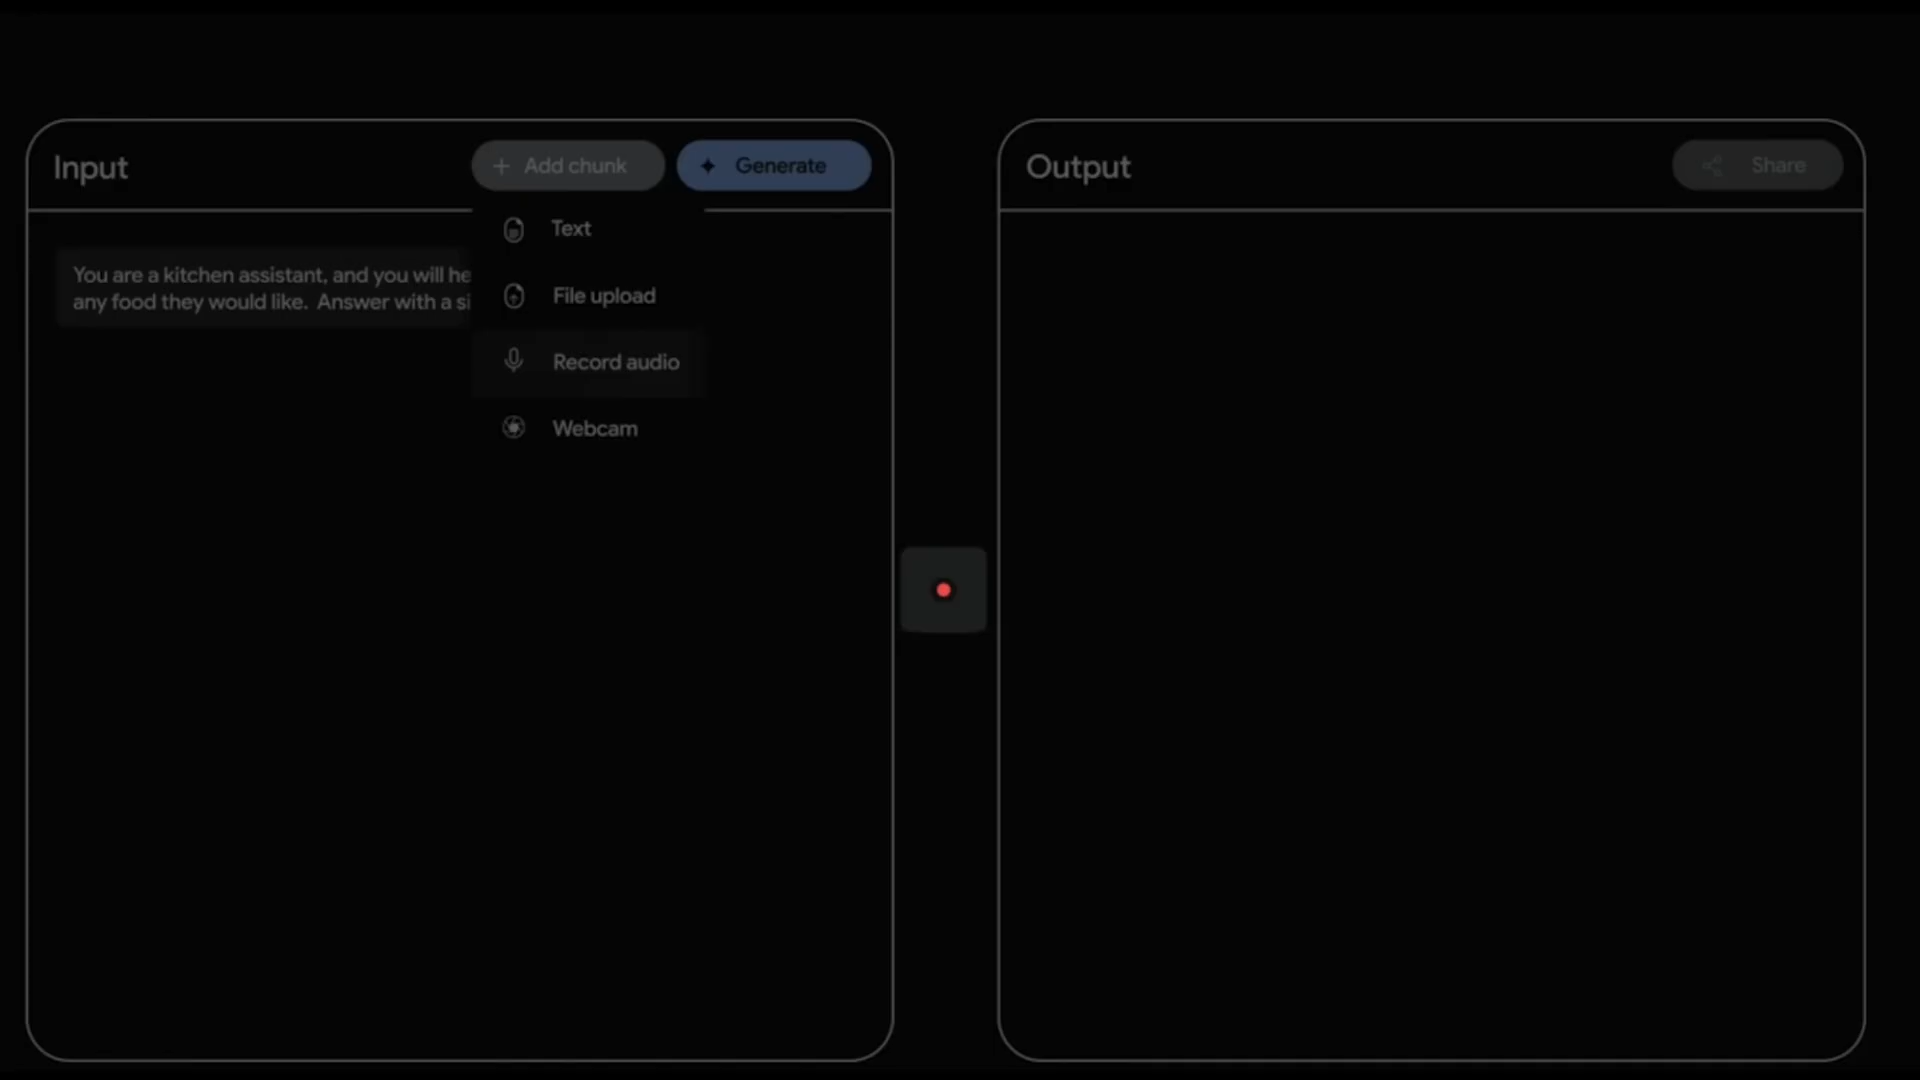 Input
+ Add chunk
Generate
Text
File upload
Record audio
Webcam
You are a kitchen assistant, and you will he
any food they would like. Answer with a si
Output
Share